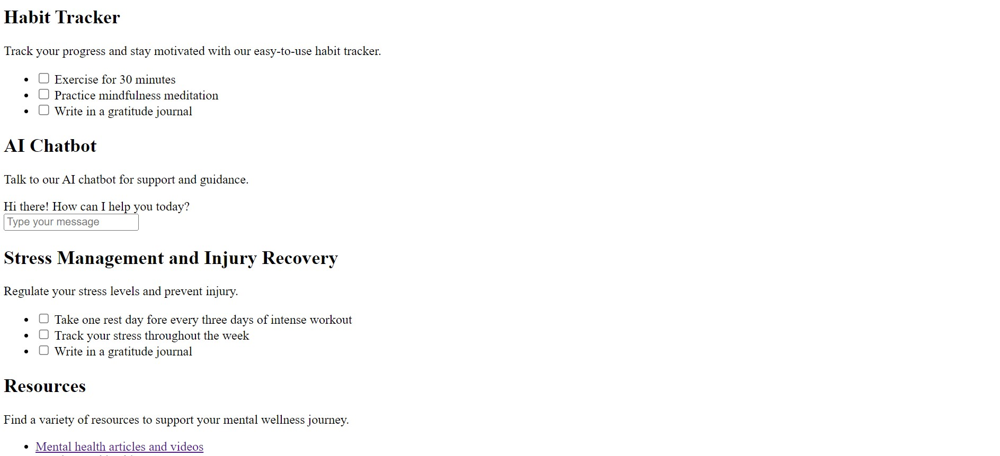 Habit Tracker
Track your progress and stay motivated with our easy-to-use habit tracker.
Exercise for 30 minutes
Practice mindfulness meditation
Write in a gratitude journal
AI Chatbot
Talk to our AI chatbot for support and guidance.
Hi there! How can I help you today?
Type your message
Stress Management and Injury Recovery
Regulate your stress levels and prevent injury.
Take one rest day fore every three days of intense workout
Track your stress throughout the week
Write in a gratitude journal
Resources
Find a variety of resources to support your mental wellness journey.
Mental health articles and videos